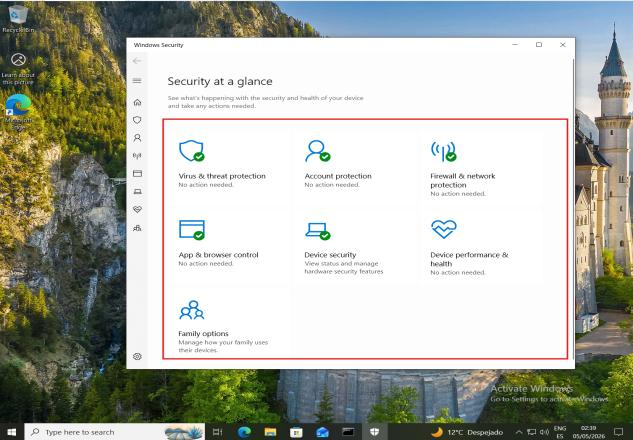 Recycle Bin
Learn about
this picture
Microsoft
Edge
Windows Security
Security at a glance
See what's happening with the security and health of your device
and take any actions needed.
Virus & threat protection
No action needed.
Account protection
No action needed.
Firewall & network
protection
No action needed.
App & browser control
No action needed.
Device security
View status and manage
hardware security features
Device performance &
health
No action needed.
Family options
Manage how your family uses
their devices.
Activate Windows
Go to Settings to activate Windows.
Type here to search
12°C Despejado
ENG
ES
02:39
05/05/2026